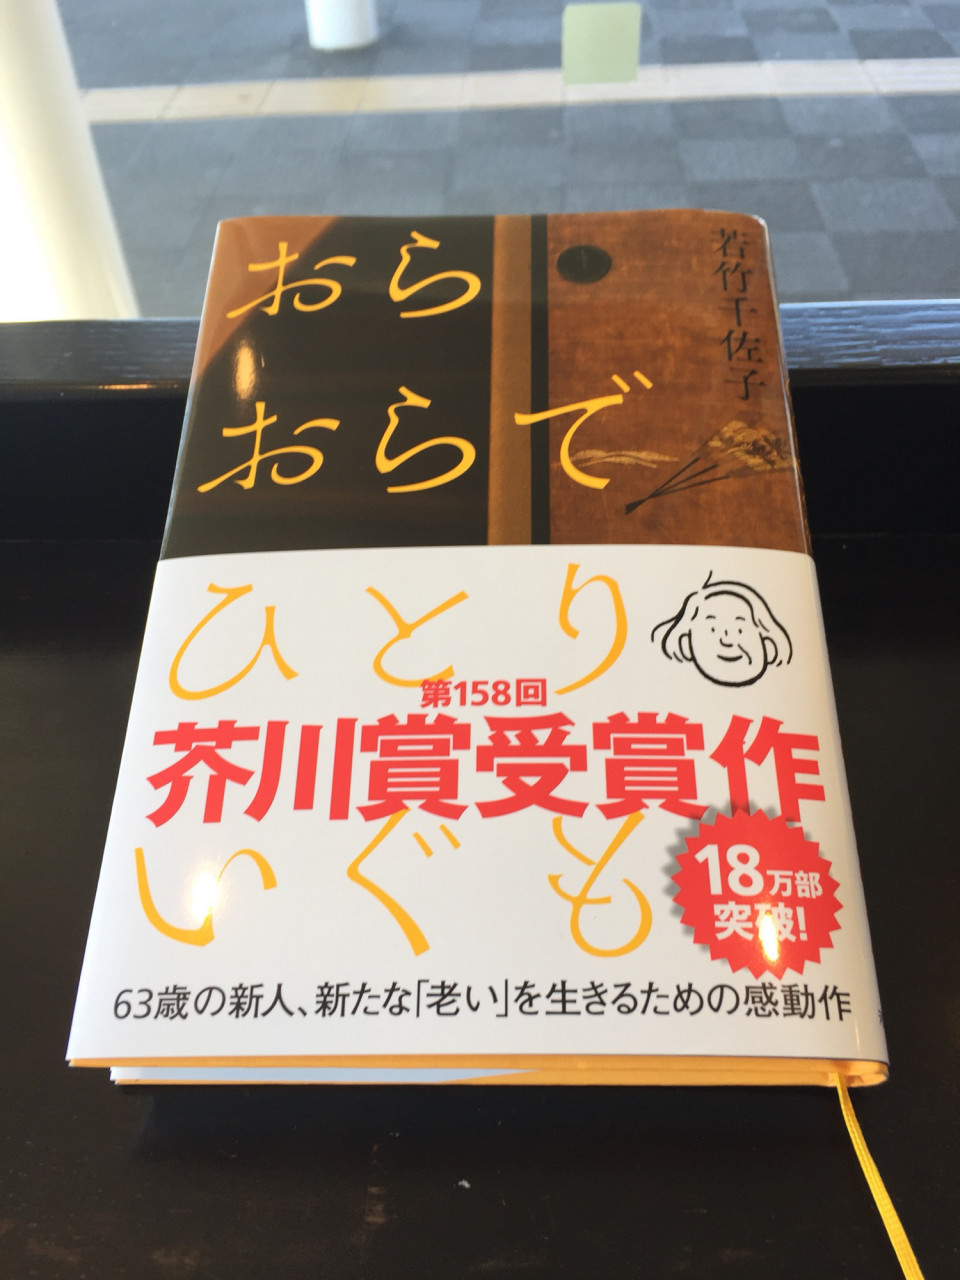 おら
おらで
若竹千佐子
ひとり
第158回
芥川賞受賞作
いぐも
18万部
突破!
63歳の新人、新たな「老い」を生きるための感動作